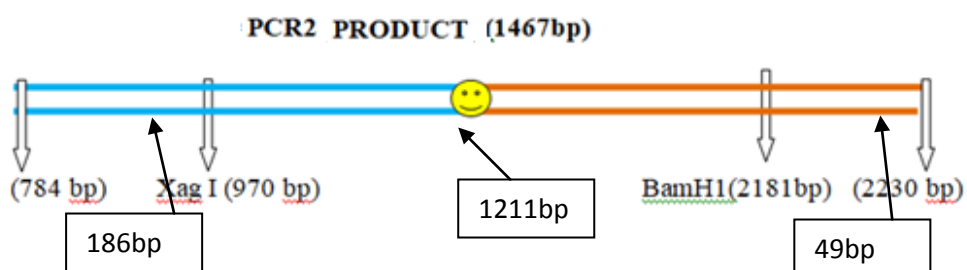 PCR2 PRODUCT (1467bp)
(784 bp) Xag I (970 bp) BamH1(2181bp) (2230 bp)
186bp 1211bp 49bp